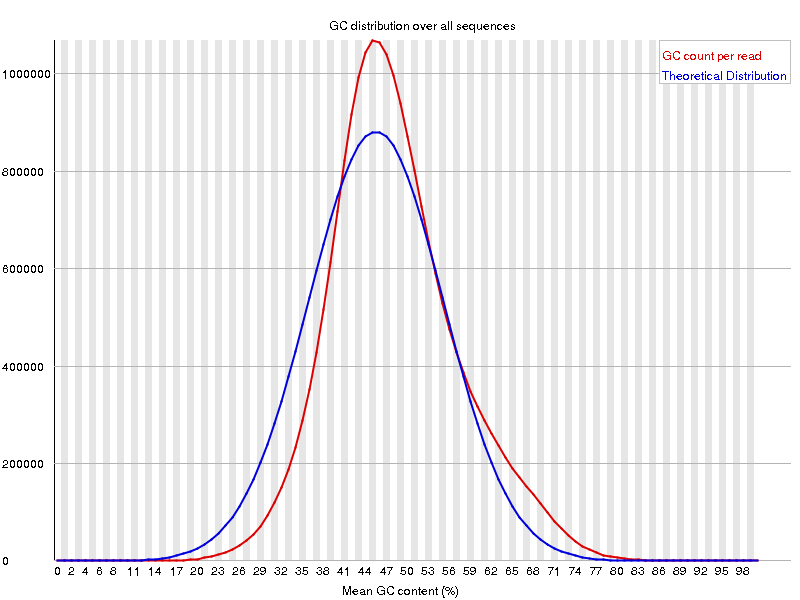 GC distribution over all sequences
GC count per read
Theoretical Distribution
1000000
800000
600000
400000
200000
0
0 2 4 6 8 11 14 17 20 23 26 29 32 35 38 41 44 47 50 53 56 59 62 65 68 71 74 77 80 83 86 89 92 95 98
Mean GC content (%)